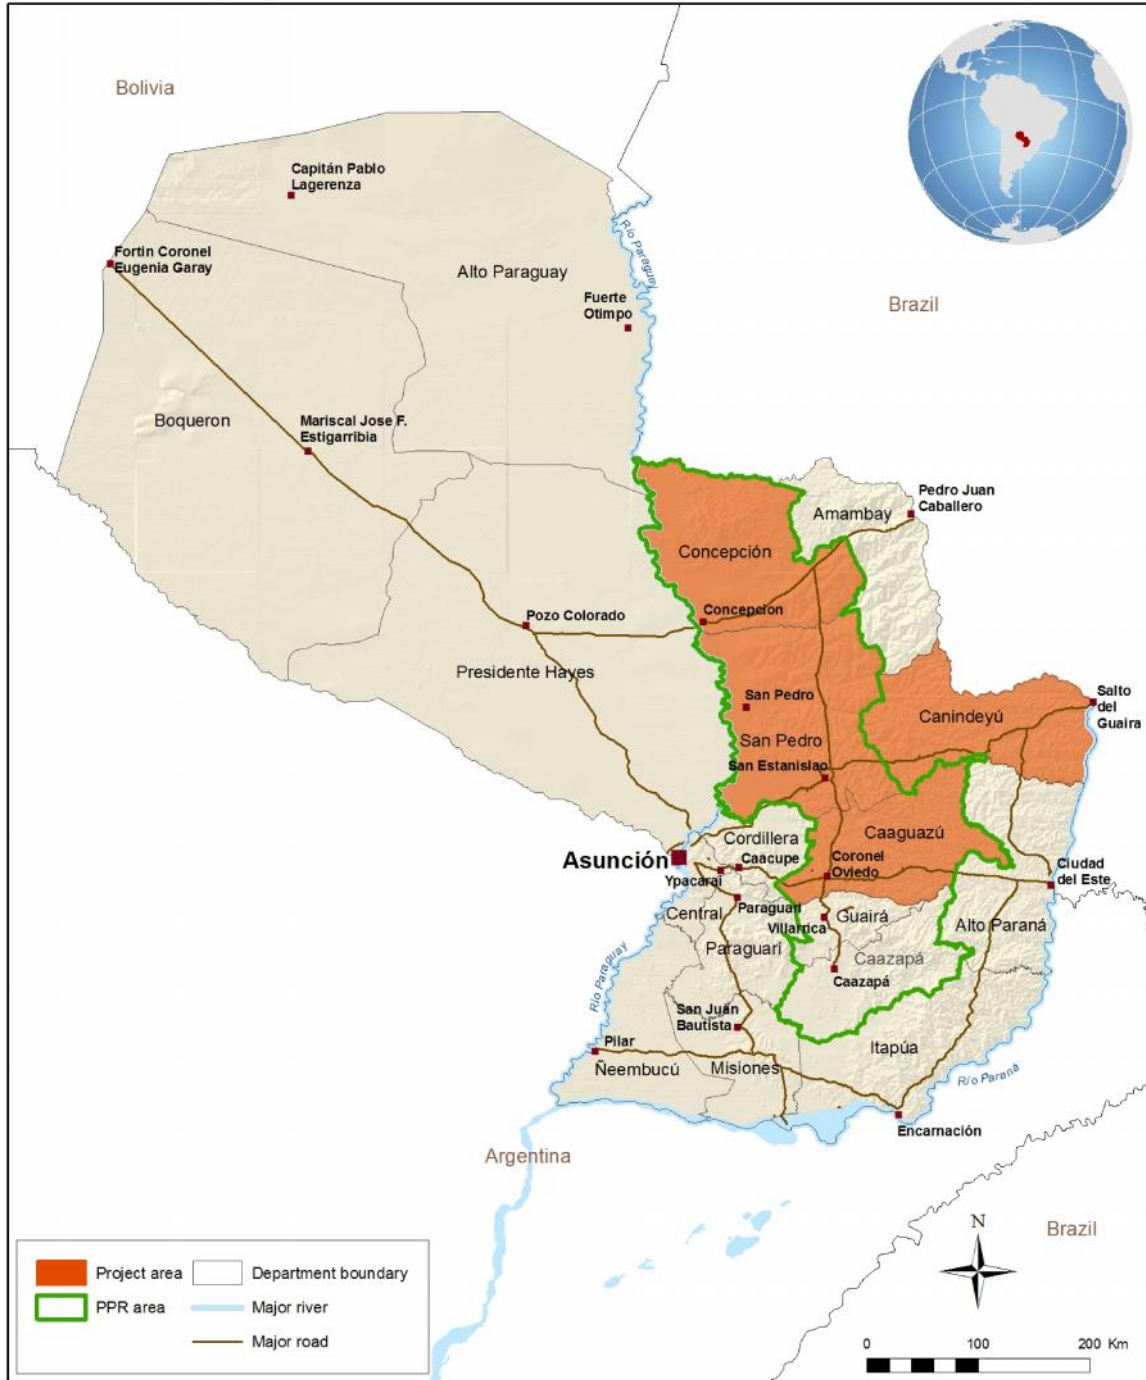 Bolivia
Capitán Pablo
Lagerenza
Fortin Coronel
Eugenia Garay
Río Paraguay
Alto Paraguay
Fuerte
Otimpo
Brazil
Boqueron
Mariscal Jose F.
Estigarribia
Pedro Juan
Caballero
Amambay
Concepción
Concepcion
Pozo Colorado
Presidente Hayes
San Pedro
Salto
del
Guaira
Canindeyú
San Pedro
San Estanislao
Cordillera
Caaguazú
Asunción
Caacupe
Coronel
Oviedo
Ciudad
del Este
Ypacarai
Central
Paraguari
Villarrica
Guairá
Alto Paraná
Paraguarí
Caazapá
Caazapá
Río Paraguay
San Juan
Bautista
Itapúa
Pilar
Ñeembucú
Misiones
Río Paraná
Encarnación
Argentina
N
Brazil
Project area
Department boundary
PPR area
Major river
Major road
0 100 200 Km